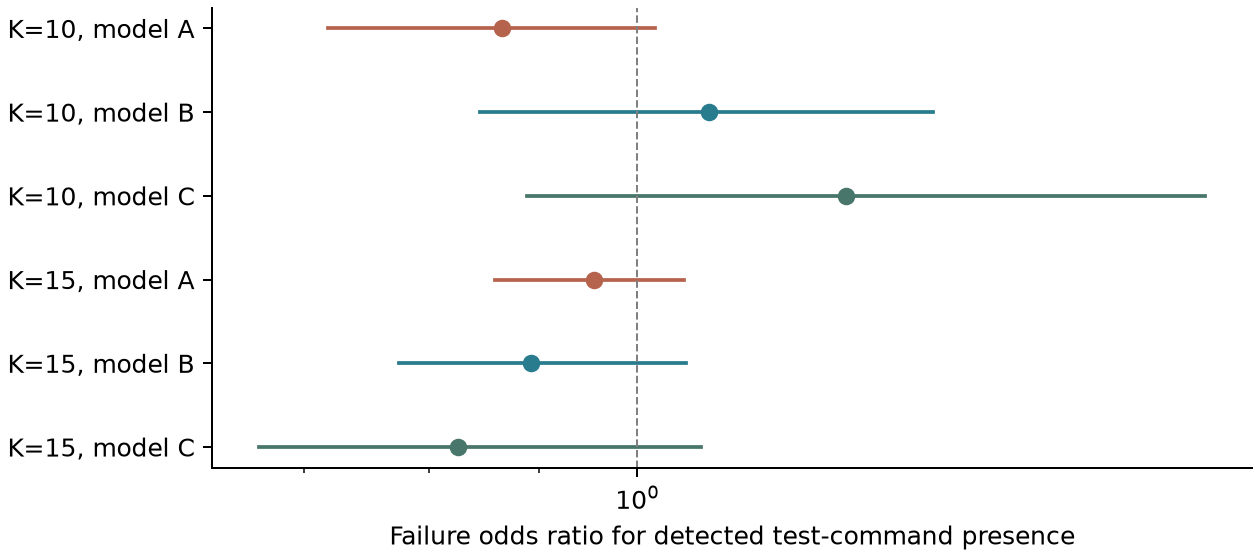 K=10, model A
K=10, model B
K=10, model C
K=15, model A
K=15, model B
K=15, model C
10⁰
Failure odds ratio for detected test-command presence